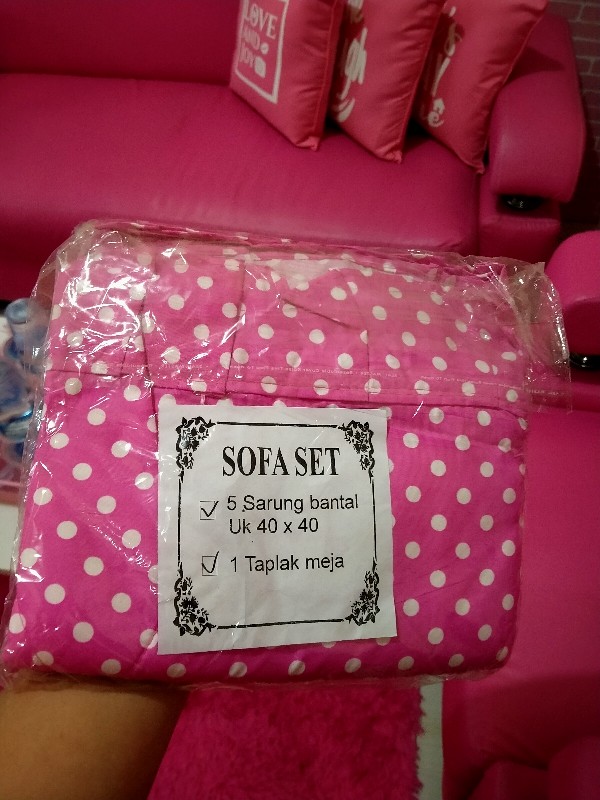 LOVE
AND
JOY
SOFA SET
5 Sarung bantal
Uk 40 x 40
1 Taplak meja